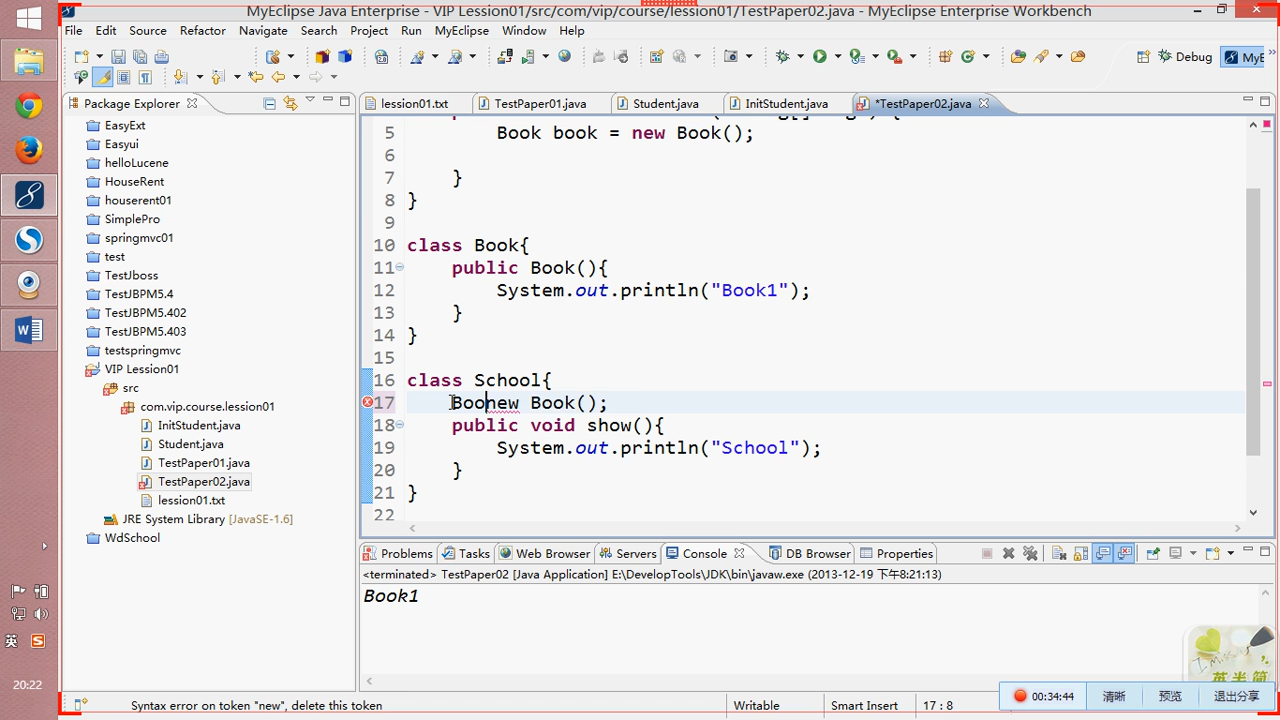 MyEclipse Java Enterprise - VIP Lession01/src/com/vip/course/lession01/TestPaper02.java - MyEclipse Enterprise Workbench
File Edit Source Refactor Navigate Search Project Run MyEclipse Window Help
Debug MyE
Package Explorer
lession01.txt TestPaper01.java Student.java InitStudent.java *TestPaper02.java
EasyExt
Easyui
helloLucene
HouseRent
houserent01
SimplePro
springmvc01
test
TestJboss
TestJBPM5.4
TestJBPM5.402
TestJBPM5.403
testspringmvc
VIP Lession01
src
com.vip.course.lession01
InitStudent.java
Student.java
TestPaper01.java
TestPaper02.java
lession01.txt
JRE System Library [JavaSE-1.6]
WdSchool
5 Book book = new Book();
6
7 }
8 }
9
10 class Book{
11 public Book(){
12 System.out.println("Book1");
13 }
14 }
15
16 class School{
17 Boonew Book();
18 public void show(){
19 System.out.println("School");
20 }
21 }
22
Problems Tasks Web Browser Servers Console DB Browser Properties
<terminated> TestPaper02 [Java Application] E:\DevelopTools\JDK\bin\javaw.exe (2013-12-19 下午8:21:13)
Book1
英
20:22
英半简
00:34:44 清晰 预览 退出分享
Syntax error on token "new", delete this token Writable Smart Insert 17 : 8